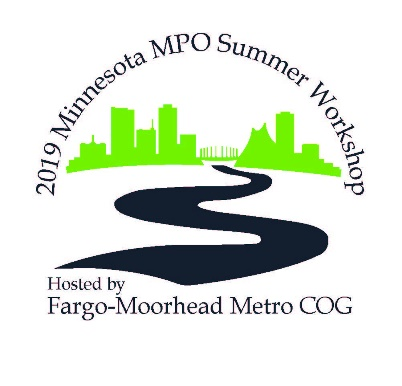 2019 Minnesota MPO Summer Workshop
Hosted by
Fargo-Moorhead Metro COG